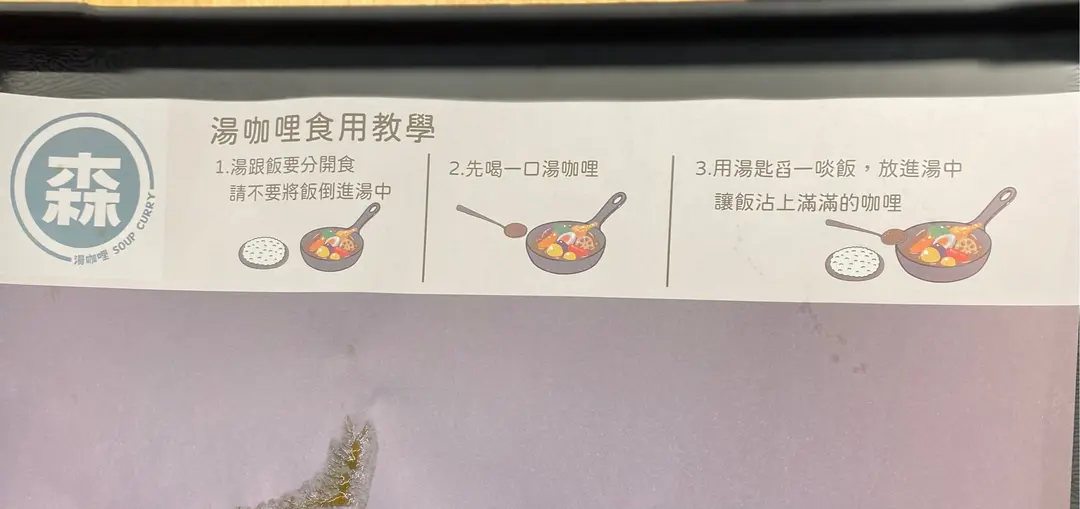 森
湯咖哩 SOUP CURRY
湯咖哩食用教學
1.湯跟飯要分開食
請不要將飯倒進湯中
2.先喝一口湯咖哩
3.用湯匙舀一啖飯，放進湯中
讓飯沾上滿滿的咖哩